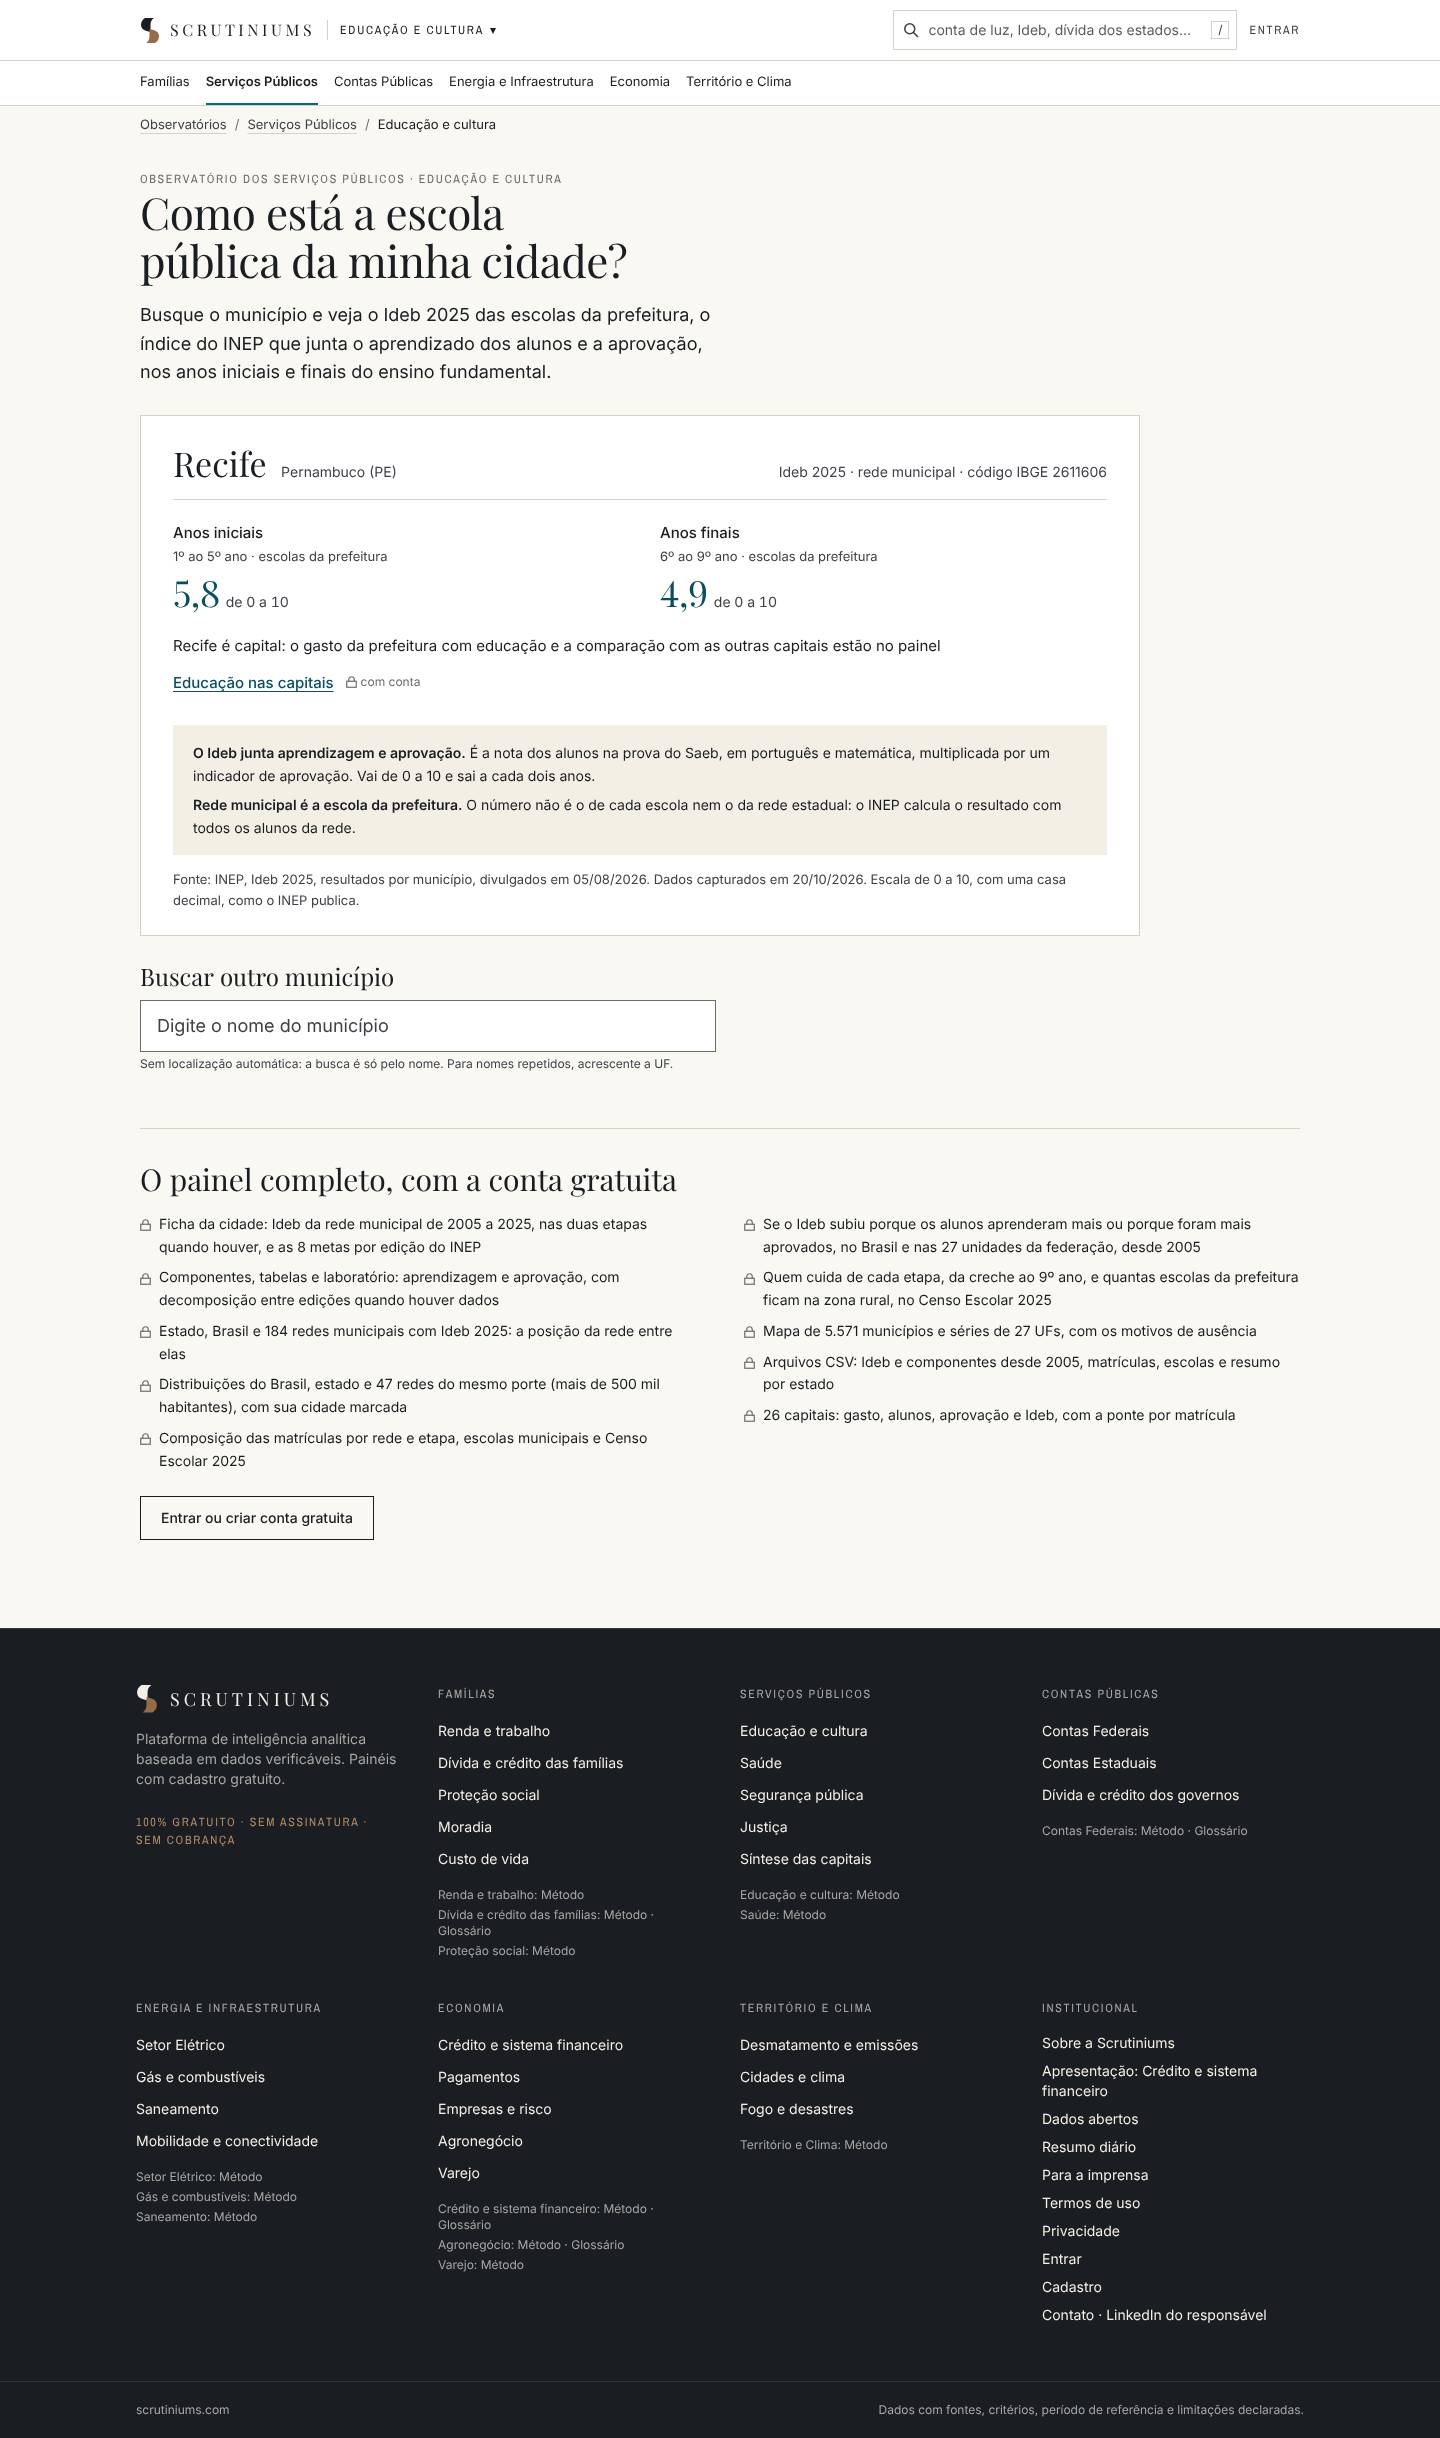 SCRUTINIUMS
EDUCAÇÃO E CULTURA ▾
conta de luz, Ideb, dívida dos estados...
/
ENTRAR
Famílias
Serviços Públicos
Contas Públicas
Energia e Infraestrutura
Economia
Território e Clima
Observatórios / Serviços Públicos / Educação e cultura
OBSERVATÓRIO DOS SERVIÇOS PÚBLICOS · EDUCAÇÃO E CULTURA
Como está a escola
pública da minha cidade?
Busque o município e veja o Ideb 2025 das escolas da prefeitura, o
índice do INEP que junta o aprendizado dos alunos e a aprovação,
nos anos iniciais e finais do ensino fundamental.
Recife Pernambuco (PE)
Ideb 2025 · rede municipal · código IBGE 2611606
Anos iniciais
1º ao 5º ano · escolas da prefeitura
5,8 de 0 a 10
Anos finais
6º ao 9º ano · escolas da prefeitura
4,9 de 0 a 10
Recife é capital: o gasto da prefeitura com educação e a comparação com as outras capitais estão no painel
Educação nas capitais com conta
O Ideb junta aprendizagem e aprovação. É a nota dos alunos na prova do Saeb, em português e matemática, multiplicada por um
indicador de aprovação. Vai de 0 a 10 e sai a cada dois anos.
Rede municipal é a escola da prefeitura. O número não é o de cada escola nem o da rede estadual: o INEP calcula o resultado com
todos os alunos da rede.
Fonte: INEP, Ideb 2025, resultados por município, divulgados em 05/08/2026. Dados capturados em 20/10/2026. Escala de 0 a 10, com uma casa
decimal, como o INEP publica.
Buscar outro município
Digite o nome do município
Sem localização automática: a busca é só pelo nome. Para nomes repetidos, acrescente a UF.
O painel completo, com a conta gratuita
Ficha da cidade: Ideb da rede municipal de 2005 a 2025, nas duas etapas
quando houver, e as 8 metas por edição do INEP
Componentes, tabelas e laboratório: aprendizagem e aprovação, com
decomposição entre edições quando houver dados
Estado, Brasil e 184 redes municipais com Ideb 2025: a posição da rede entre
elas
Distribuições do Brasil, estado e 47 redes do mesmo porte (mais de 500 mil
habitantes), com sua cidade marcada
Composição das matrículas por rede e etapa, escolas municipais e Censo
Escolar 2025
Se o Ideb subiu porque os alunos aprenderam mais ou porque foram mais
aprovados, no Brasil e nas 27 unidades da federação, desde 2005
Quem cuida de cada etapa, da creche ao 9º ano, e quantas escolas da prefeitura
ficam na zona rural, no Censo Escolar 2025
Mapa de 5.571 municípios e séries de 27 UFs, com os motivos de ausência
Arquivos CSV: Ideb e componentes desde 2005, matrículas, escolas e resumo
por estado
26 capitais: gasto, alunos, aprovação e Ideb, com a ponte por matrícula
Entrar ou criar conta gratuita
SCRUTINIUMS
Plataforma de inteligência analítica
baseada em dados verificáveis. Painéis
com cadastro gratuito.
100% GRATUITO · SEM ASSINATURA ·
SEM COBRANÇA
FAMÍLIAS
Renda e trabalho
Dívida e crédito das famílias
Proteção social
Moradia
Custo de vida
Renda e trabalho: Método
Dívida e crédito das famílias: Método ·
Glossário
Proteção social: Método
SERVIÇOS PÚBLICOS
Educação e cultura
Saúde
Segurança pública
Justiça
Síntese das capitais
Educação e cultura: Método
Saúde: Método
CONTAS PÚBLICAS
Contas Federais
Contas Estaduais
Dívida e crédito dos governos
Contas Federais: Método · Glossário
ENERGIA E INFRAESTRUTURA
Setor Elétrico
Gás e combustíveis
Saneamento
Mobilidade e conectividade
Setor Elétrico: Método
Gás e combustíveis: Método
Saneamento: Método
ECONOMIA
Crédito e sistema financeiro
Pagamentos
Empresas e risco
Agronegócio
Varejo
Crédito e sistema financeiro: Método ·
Glossário
Agronegócio: Método · Glossário
Varejo: Método
TERRITÓRIO E CLIMA
Desmatamento e emissões
Cidades e clima
Fogo e desastres
Território e Clima: Método
INSTITUCIONAL
Sobre a Scrutiniums
Apresentação: Crédito e sistema
financeiro
Dados abertos
Resumo diário
Para a imprensa
Termos de uso
Privacidade
Entrar
Cadastro
Contato · LinkedIn do responsável
scrutiniums.com
Dados com fontes, critérios, período de referência e limitações declaradas.